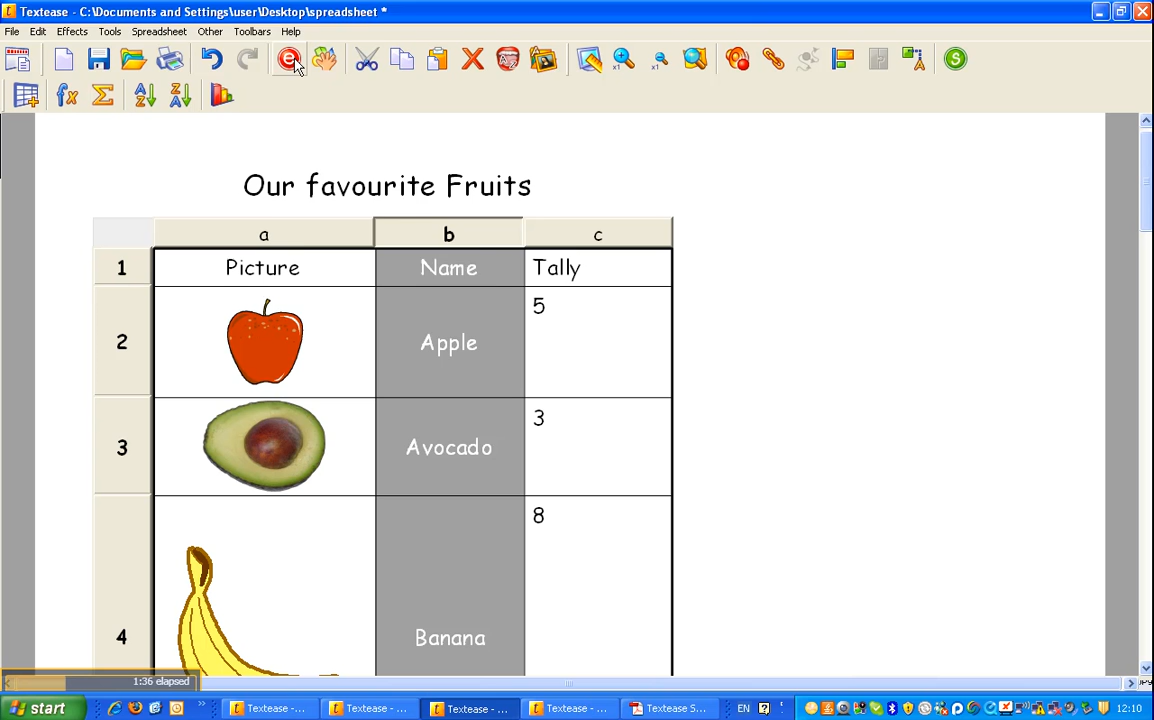 Textease - C:\Documents and Settings\user\Desktop\spreadsheet *
File Edit Effects Tools Spreadsheet Other Toolbars Help
Our favourite Fruits
a b c
1 Picture Name Tally
2 Apple 5
3 Avocado 3
4 Banana 8
1:36 elapsed
start Textease -... Textease - ... Textease - ... Textease - ... Textease S... EN 12:10